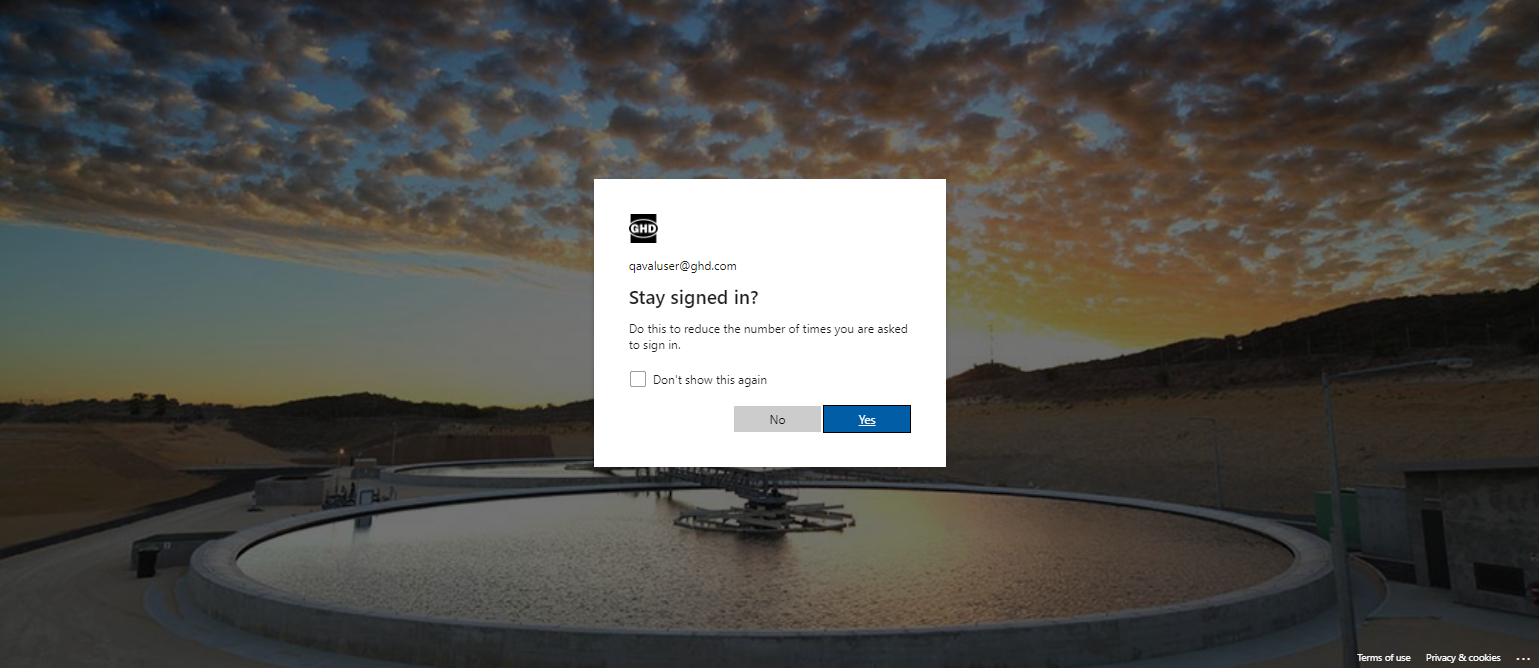 GHD
qavaluser@ghd.com
Stay signed in?
Do this to reduce the number of times you are asked
to sign in.
Don't show this again
No
Yes
Terms of use
Privacy & cookies
...